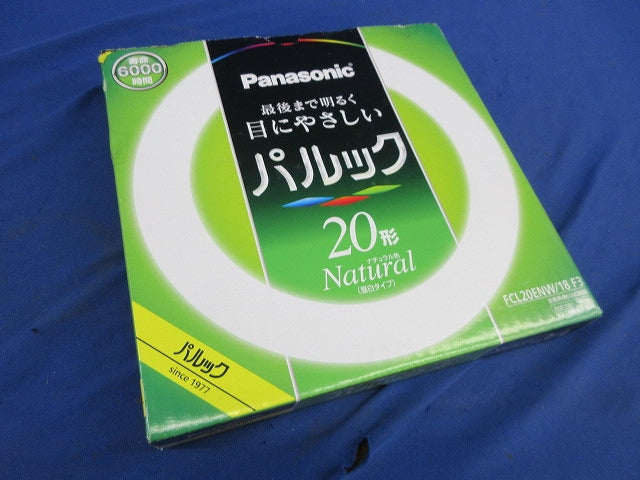 寿命
6000
時間
Panasonic
最後まで明るく
目にやさしい
パルック
20形
ナチュラル色
Natural
(昼白タイプ)
FCL20ENW/18 F3
パルック
since 1977